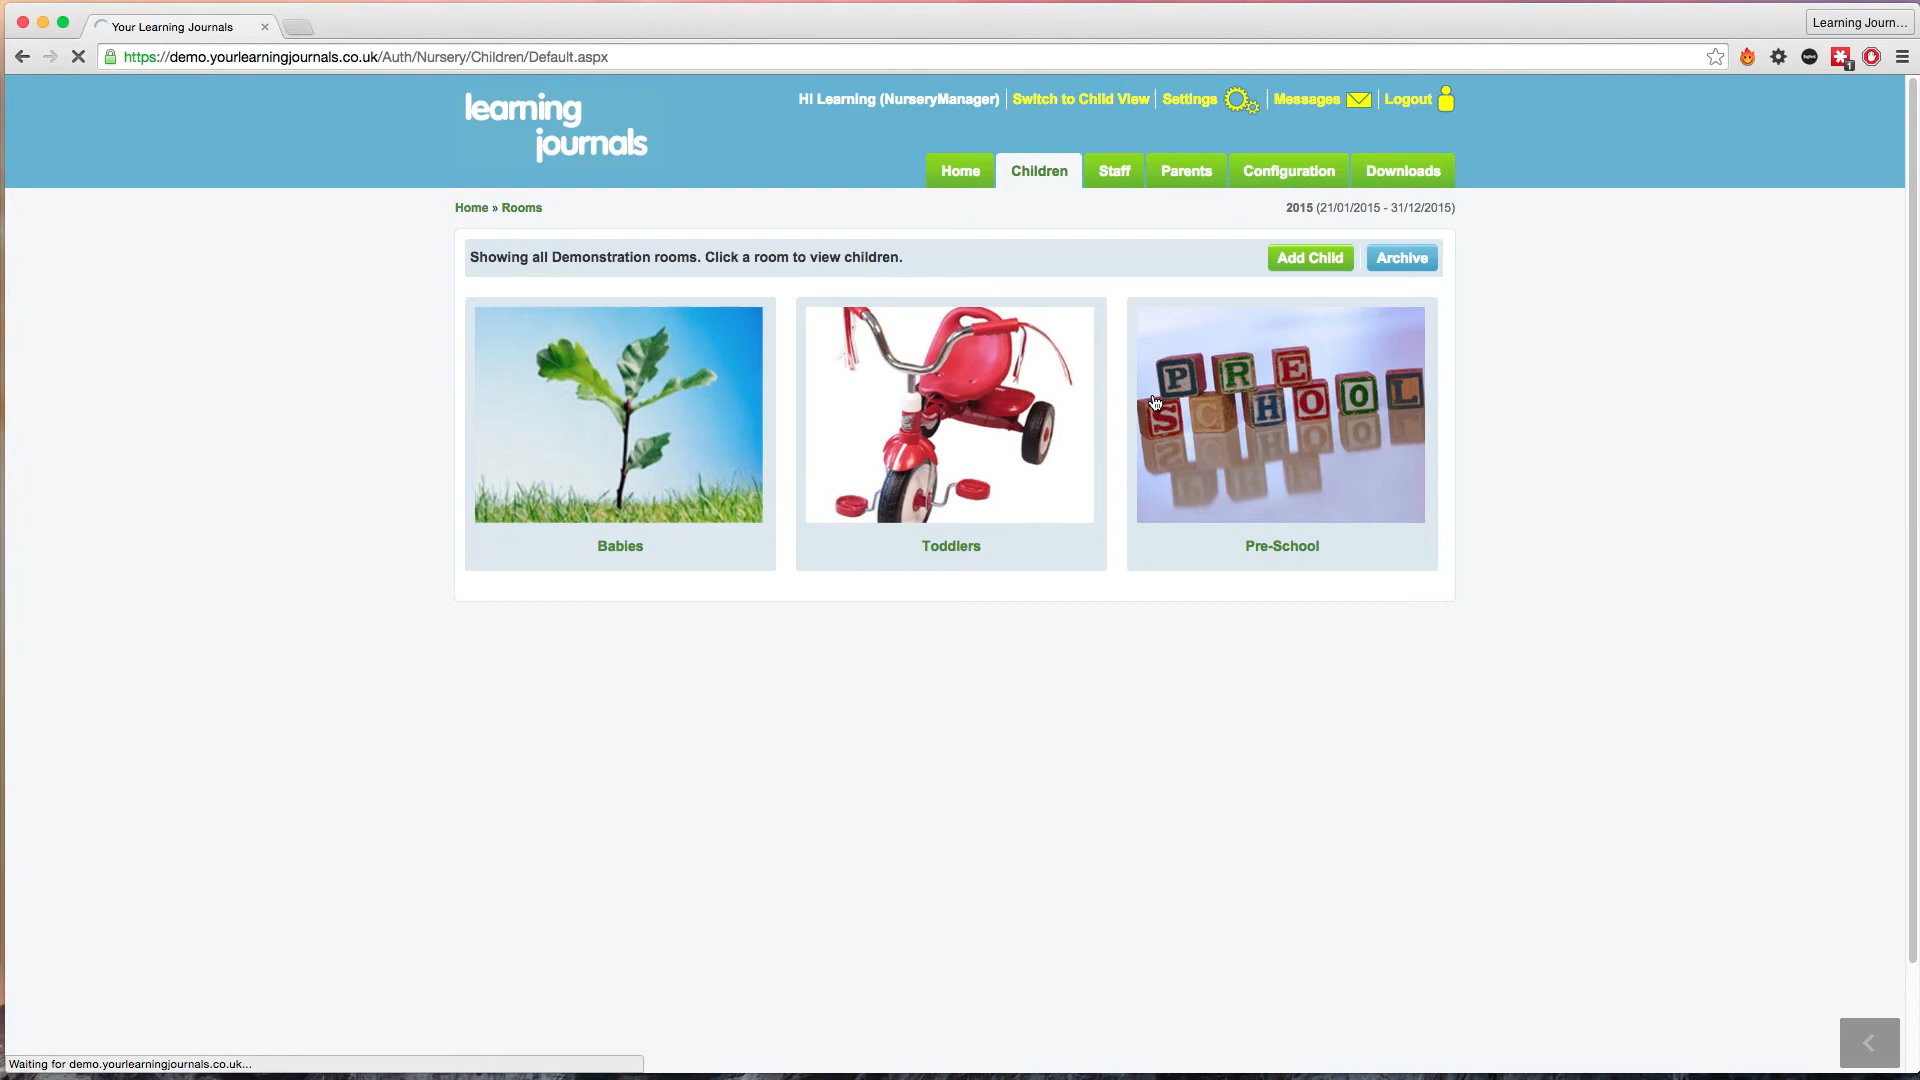 Your Learning Journals
Learning Journ...
https://demo.yourlearningjournals.co.uk/Auth/Nursery/Children/Default.aspx
1
learning
journals
Hi Learning (NurseryManager)
Switch to Child View
Settings
Messages
Logout
Home
Children
Staff
Parents
Configuration
Downloads
Home » Rooms
2015 (21/01/2015 - 31/12/2015)
Showing all Demonstration rooms. Click a room to view children.
Add Child
Archive
PRE
SCHOOL
Babies
Toddlers
Pre-School
Waiting for demo.yourlearningjournals.co.uk...